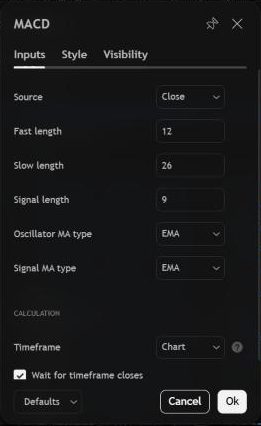 MACD
Inputs Style Visibility
Source Close
Fast length 12
Slow length 26
Signal length 9
Oscillator MA type EMA
Signal MA type EMA
CALCULATION
Timeframe Chart ?
Wait for timeframe closes
Defaults Cancel Ok